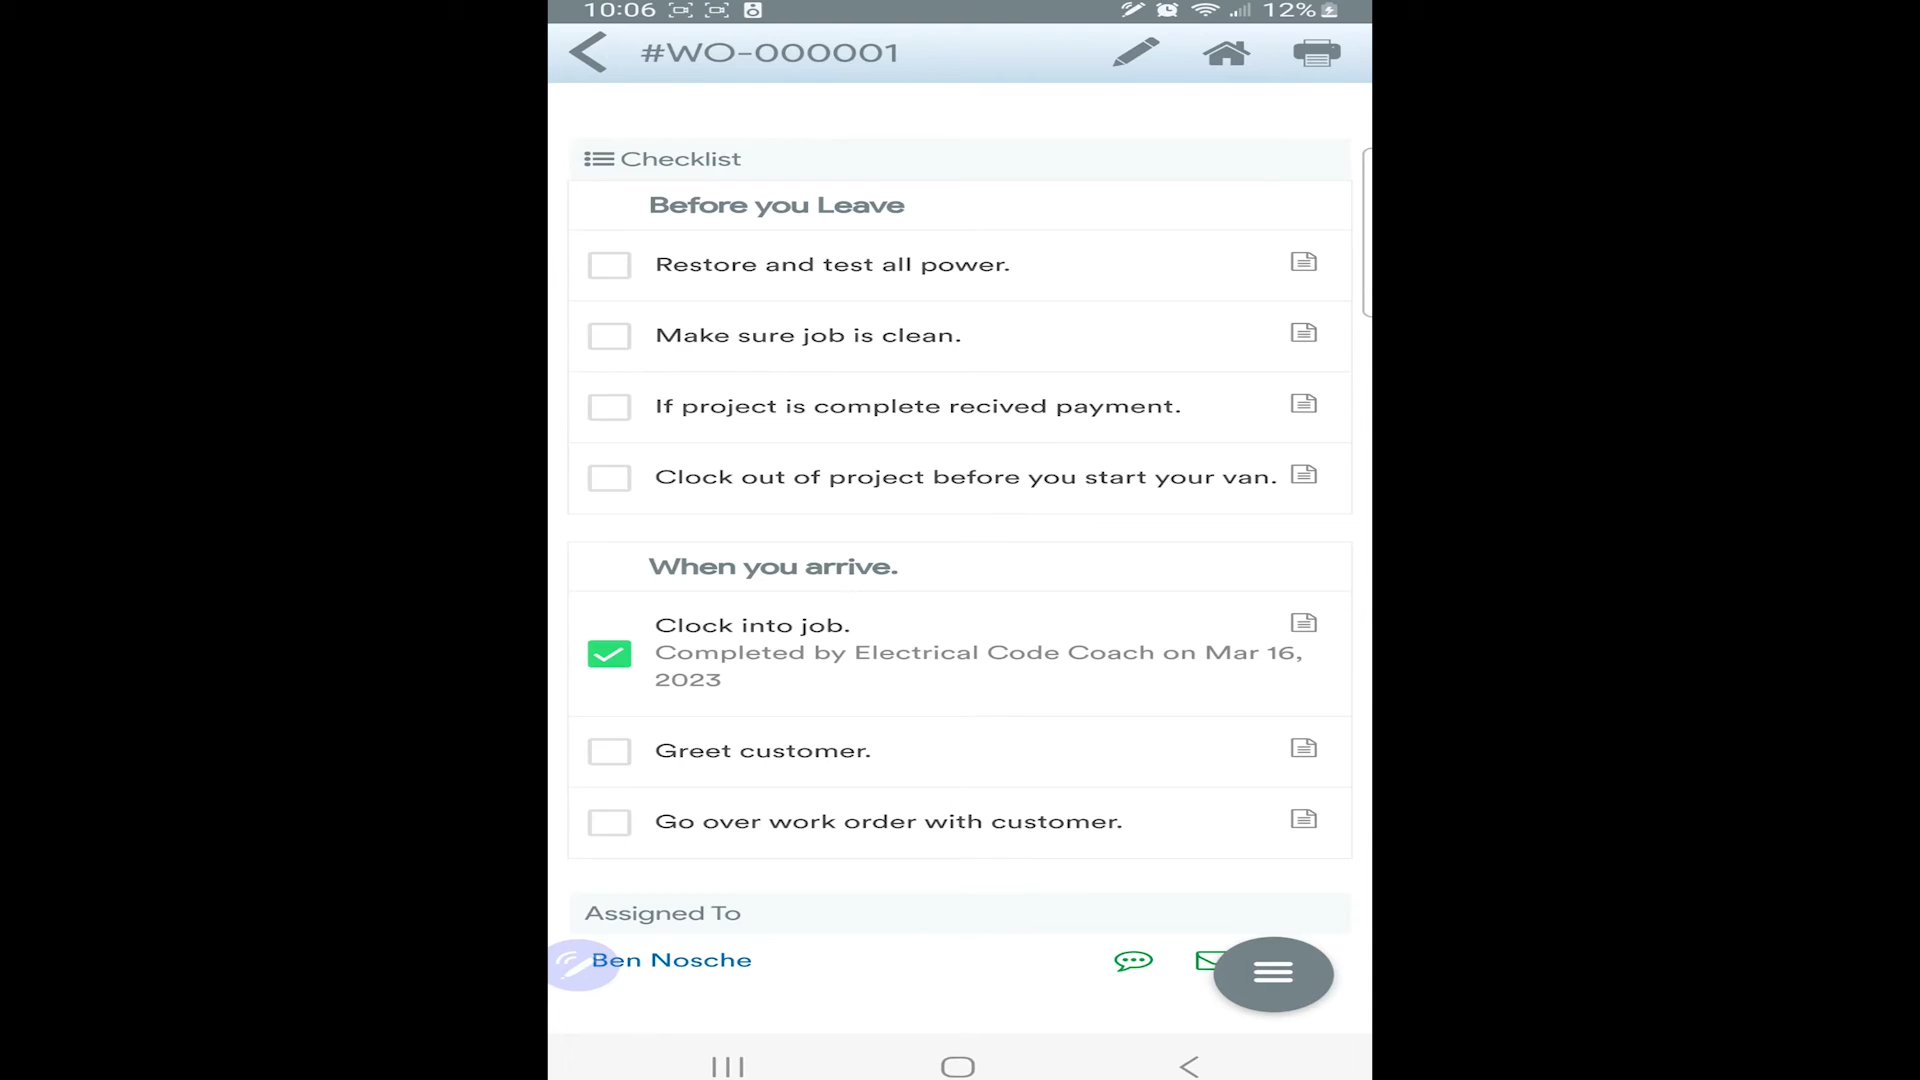 10:06
12%
#WO-000001
Checklist
Before you Leave
Restore and test all power.
Make sure job is clean.
If project is complete recived payment.
Clock out of project before you start your van.
When you arrive.
Clock into job.
Completed by Electrical Code Coach on Mar 16,
2023
Greet customer.
Go over work order with customer.
Assigned To
Ben Nosche